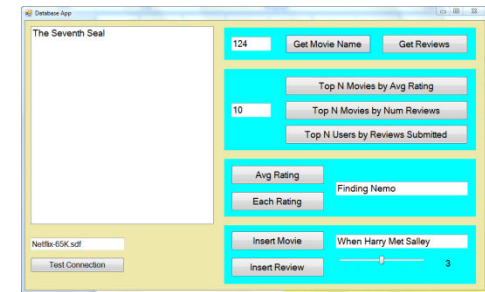 Database App
The Seventh Seal
124 Get Movie Name Get Reviews
Top N Movies by Avg Rating
10 Top N Movies by Num Reviews
Top N Users by Reviews Submitted
Avg Rating
Finding Nemo
Each Rating
Netflix-65K.sdf
Test Connection
Insert Movie When Harry Met Salley
Insert Review 3